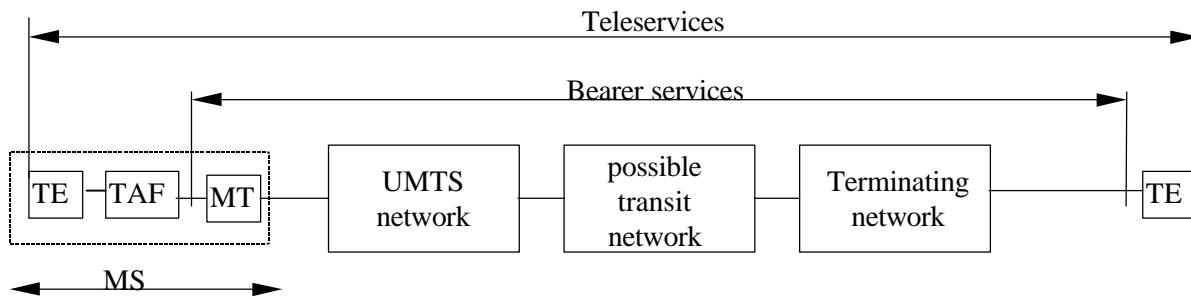 Teleservices
Bearer services
TE
TAF
MT
UMTS
network
possible
transit
network
Terminating
network
TE
MS